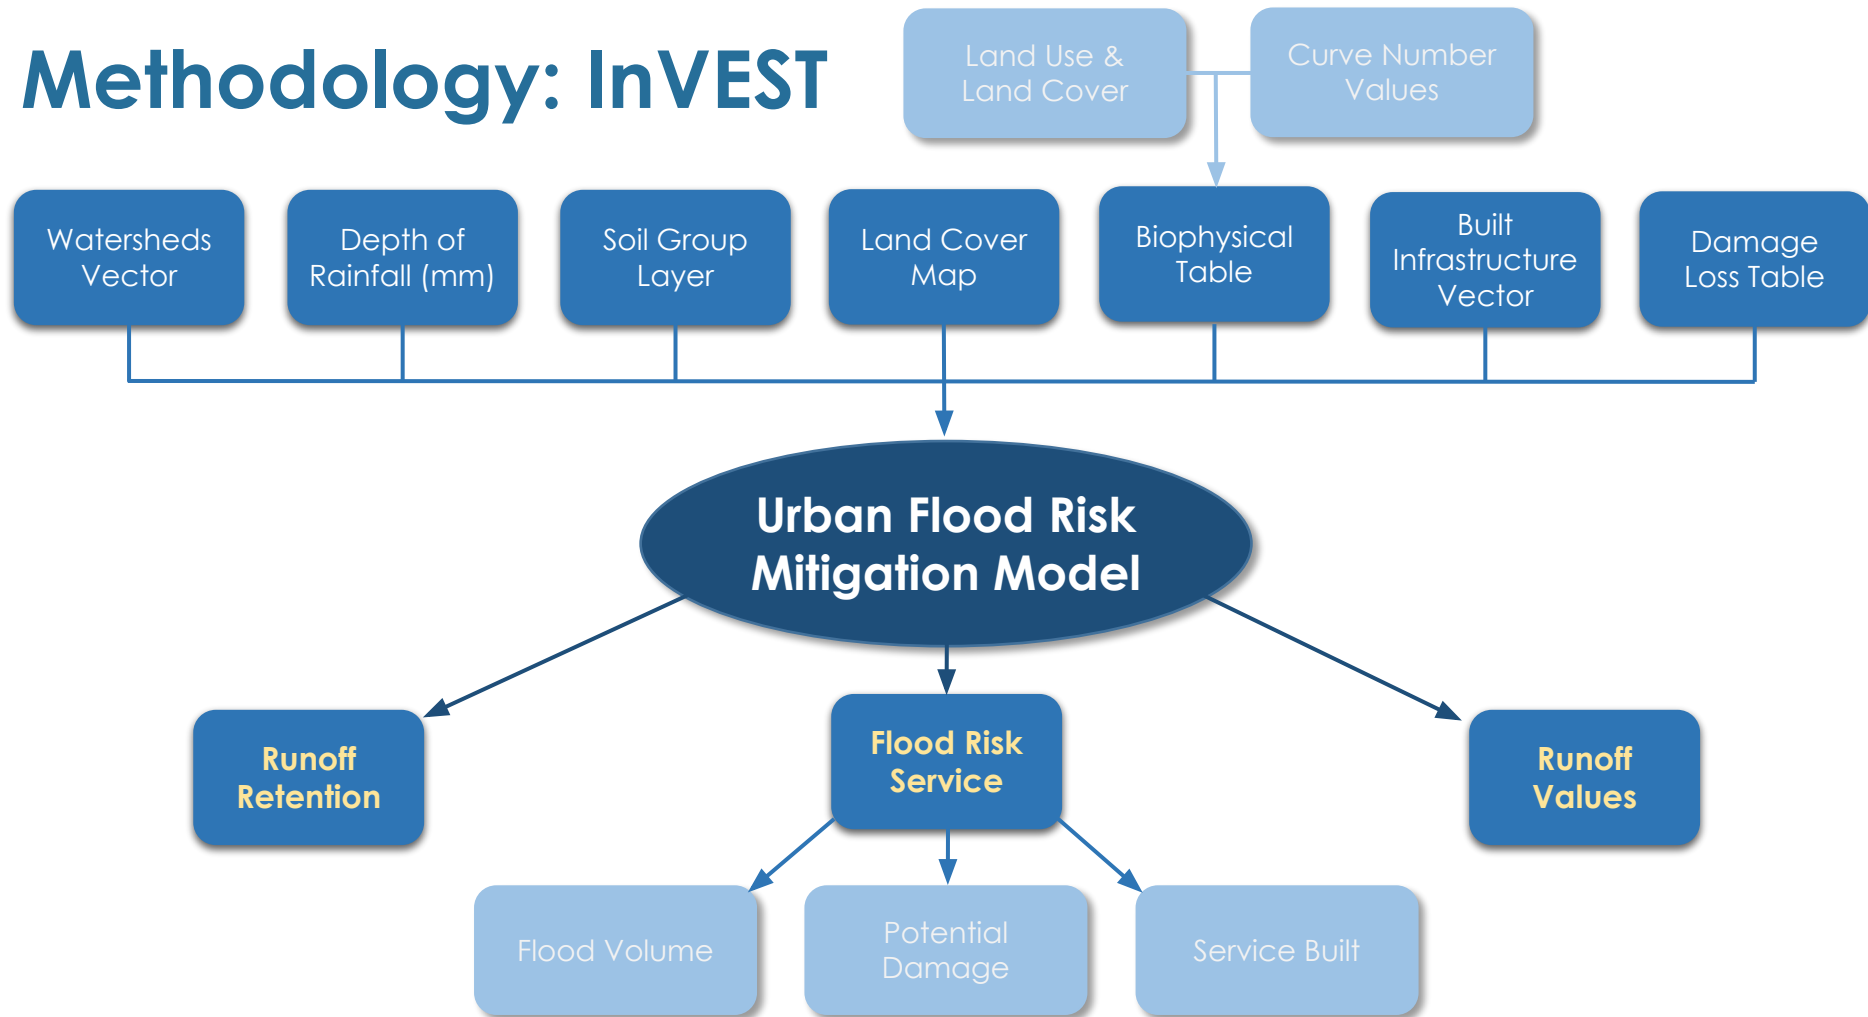 Methodology: InVEST
Land Use &
Land Cover
Curve Number
Values
Watersheds
Vector
Depth of
Rainfall (mm)
Soil Group
Layer
Land Cover
Map
Biophysical
Table
Built
Infrastructure
Vector
Damage
Loss Table
Urban Flood Risk
Mitigation Model
Runoff
Retention
Flood Risk
Service
Runoff
Values
Flood Volume
Potential
Damage
Service Built